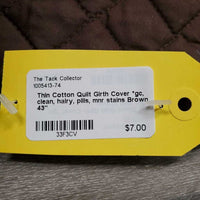 The Tack Collector
1005413-74
Thin Cotton Quilt Girth Cover *gc,
clean, hairy, pills, mnr stains Brown
43"
33F3CV
$7.00